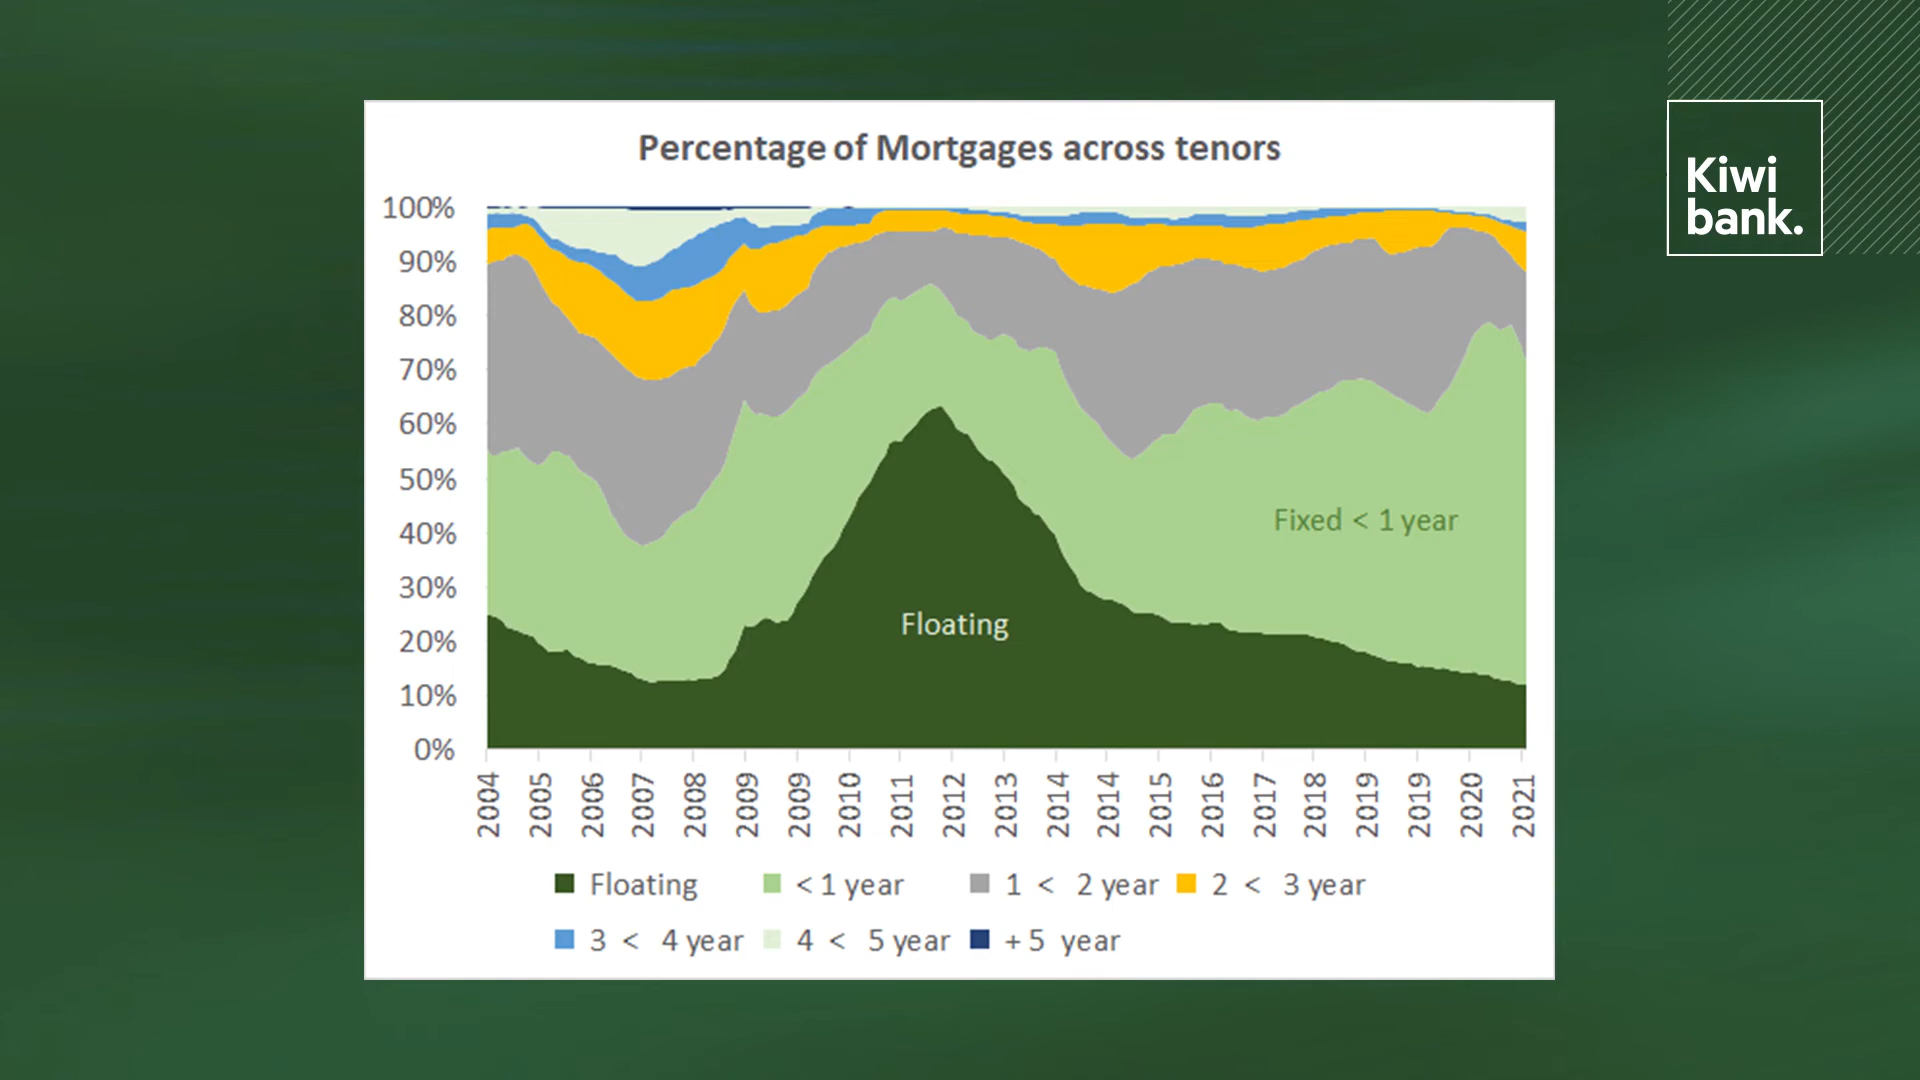 Percentage of Mortgages across tenors
Kiwi
bank.
100%
90%
80%
70%
60%
50%
40%
30%
20%
10%
0%
Fixed < 1 year
Floating
2004 2005 2006 2007 2008 2009 2009 2010 2011 2012 2013 2014 2014 2015 2016 2017 2018 2019 2019 2020 2021
Floating < 1 year 1 < 2 year 2 < 3 year
3 < 4 year 4 < 5 year + 5 year